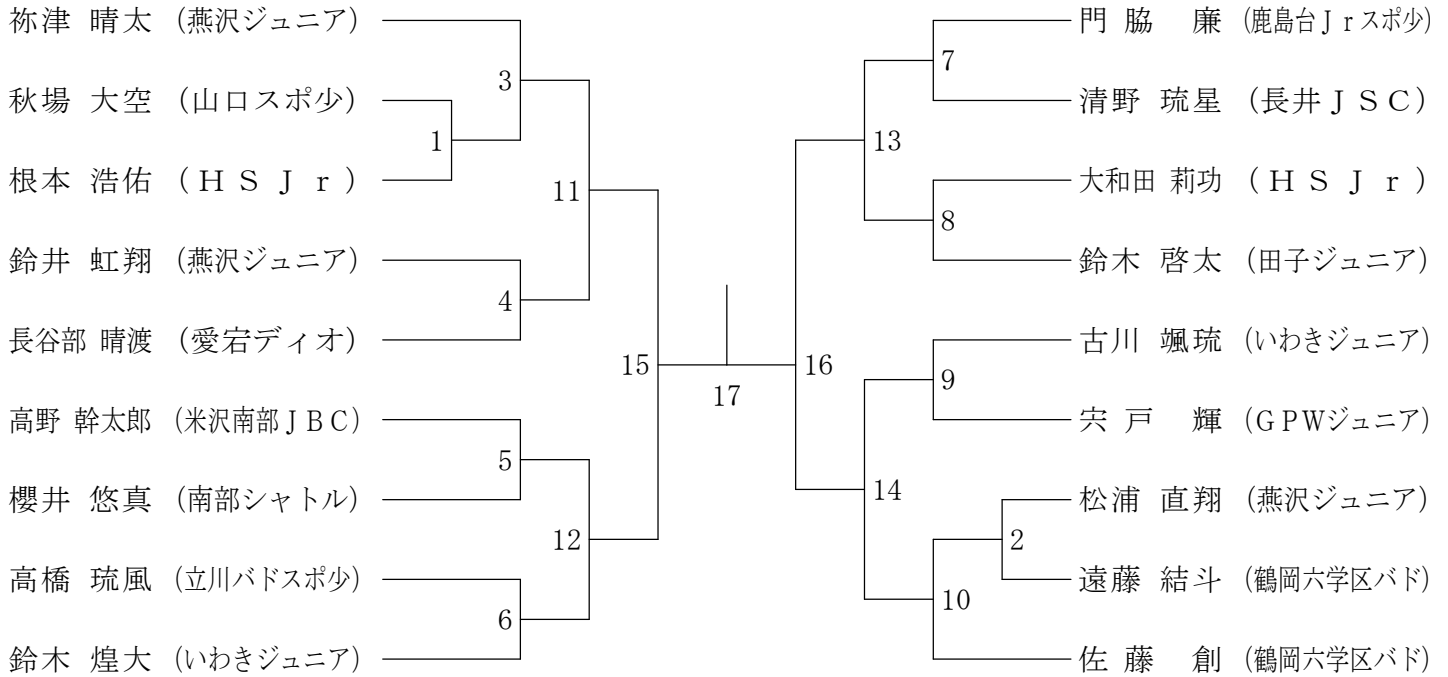 祢津 晴太 (燕沢ジュニア)
秋場 大空 (山口スポ少)
根本 浩佑 (ＨＳＪｒ)
鈴井 虹翔 (燕沢ジュニア)
長谷部 晴渡 (愛宕ディオ)
高野 幹太郎 (米沢南部ＪＢＣ)
櫻井 悠真 (南部シャトル)
高橋 琉風 (立川バドスポ少)
鈴木 煌大 (いわきジュニア)
1
3
4
5
6
11
12
15
17
16
13
14
7
8
9
2
10
門脇 廉 (鹿島台Ｊｒスポ少)
清野 琉星 (長井ＪＳＣ)
大和田 莉功 (ＨＳＪｒ)
鈴木 啓太 (田子ジュニア)
古川 颯琉 (いわきジュニア)
宍戸 輝 (ＧＰＷジュニア)
松浦 直翔 (燕沢ジュニア)
遠藤 結斗 (鶴岡六学区バド)
佐藤 創 (鶴岡六学区バド)